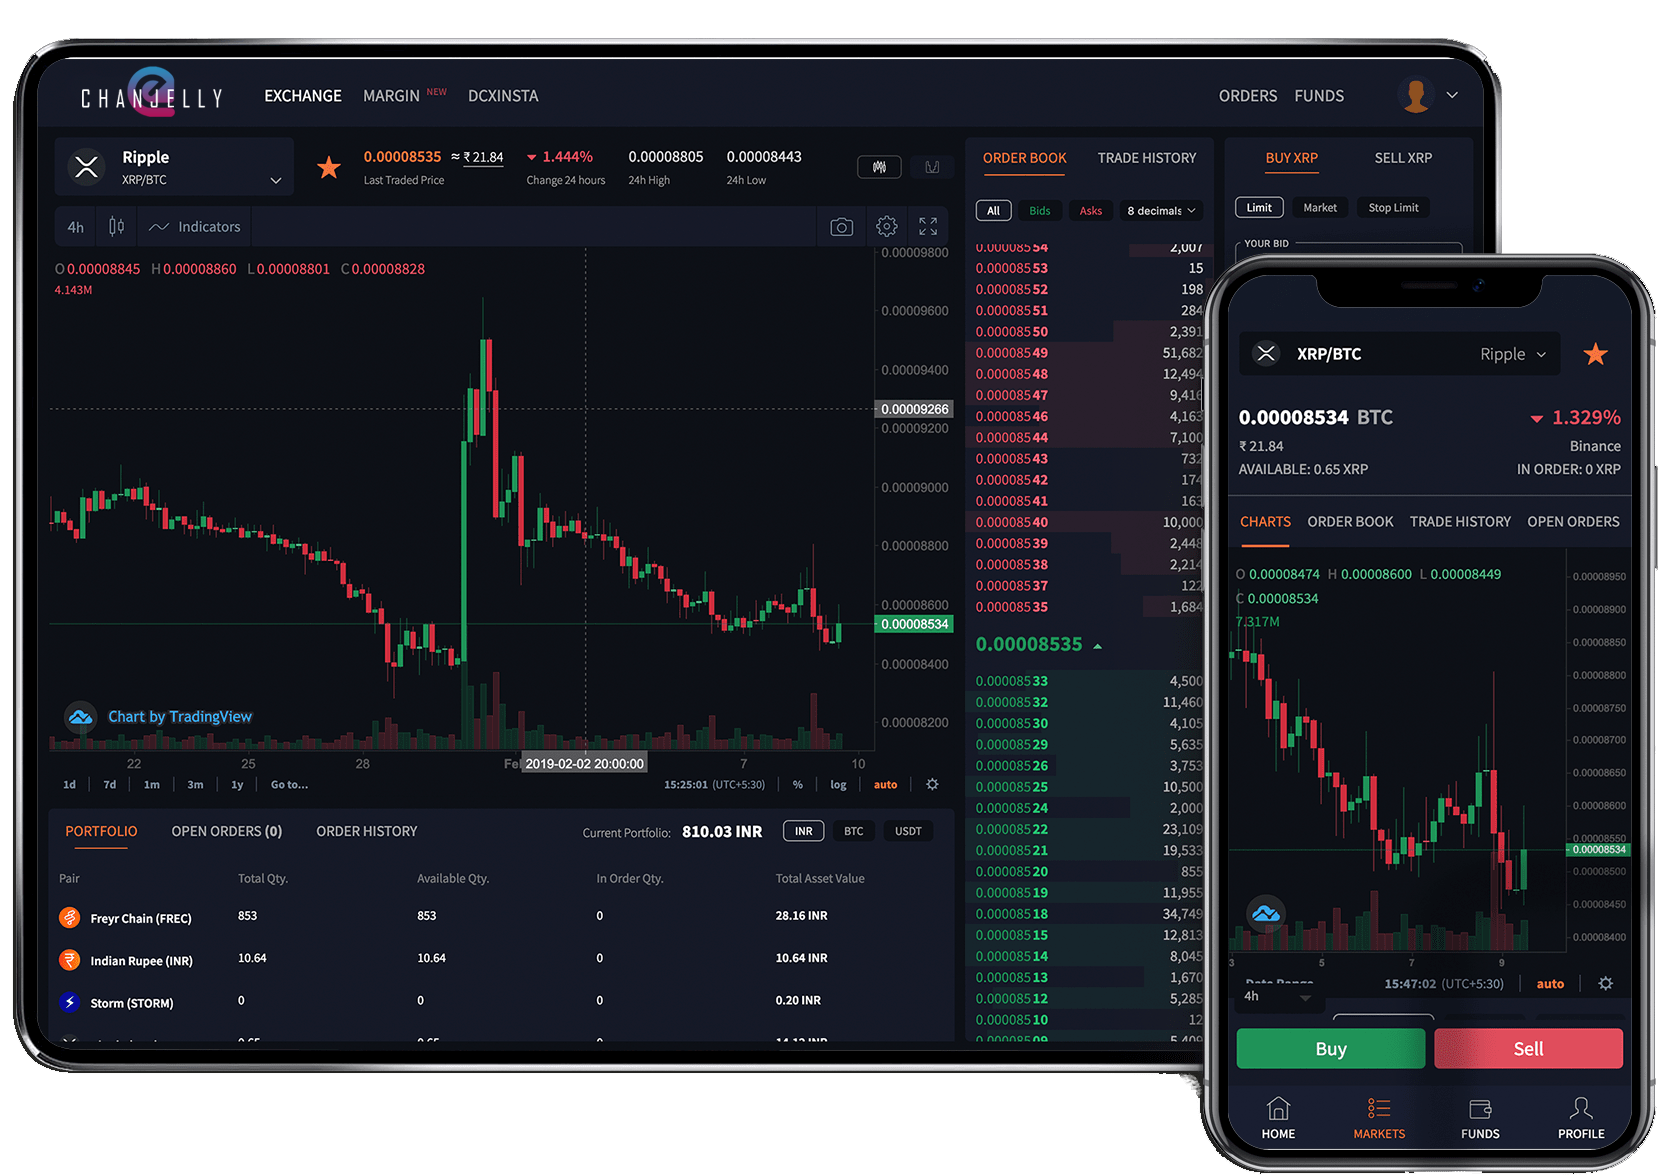 CHANJELLY EXCHANGE MARGIN NEW DCXINSTA ORDERS FUNDS
Ripple
XRP/BTC
0.00008535 ≈ ₹ 21.84
Last Traded Price
1.444%
Change 24 hours
0.00008805
24h High
0.00008443
24h Low
4h Indicators
O 0.00008845 H 0.00008860 L 0.00008801 C 0.00008828
4.143M
0.00009800
0.00009600
0.00009400
0.00009266
0.00009200
0.00009000
0.00008800
0.00008600
0.00008534
0.00008400
0.00008200
Chart by TradingView
22 25 28 2019-02-02 20:00:00 7 10
1d 7d 1m 3m 1y Go to... 15:25:01 (UTC+5:30) % log auto
PORTFOLIO OPEN ORDERS (0) ORDER HISTORY Current Portfolio: 810.03 INR INR BTC USDT
Pair Total Qty. Available Qty. In Order Qty. Total Asset Value
Freyr Chain (FREC) 853 853 0 28.16 INR
Indian Rupee (INR) 10.64 10.64 0 10.64 INR
Storm (STORM) 0 0 0 0.20 INR
ORDER BOOK TRADE HISTORY
All Bids Asks 8 decimals
0.00008554 2,007
0.00008553 15
0.00008552 198
0.00008551 284
0.00008550 2,391
0.00008549 51,682
0.00008548 12,494
0.00008547 9,416
0.00008546 4,163
0.00008544 7,100
0.00008543 732
0.00008542 174
0.00008541 163
0.00008540 10,000
0.00008539 2,448
0.00008538 2,214
0.00008537 122
0.00008535 1,684
0.00008535
0.00008533 4,500
0.00008532 11,460
0.00008530 4,105
0.00008529 5,635
0.00008526 3,753
0.00008525 10,500
0.00008524 2,000
0.00008522 23,109
0.00008521 19,533
0.00008520 855
0.00008519 11,955
0.00008518 34,749
0.00008515 12,813
0.00008514 8,045
0.00008513 1,670
0.00008512 5,285
0.00008510 12
0.00008509 5,409
BUY XRP SELL XRP
Limit Market Stop Limit
YOUR BID
XRP/BTC Ripple
0.00008534 BTC 1.329%
₹ 21.84 Binance
AVAILABLE: 0.65 XRP IN ORDER: 0 XRP
CHARTS ORDER BOOK TRADE HISTORY OPEN ORDERS
O 0.00008474 H 0.00008600 L 0.00008449
C 0.00008534
7.317M
0.00008950
0.00008900
0.00008850
0.00008800
0.00008750
0.00008700
0.00008650
0.00008600
0.00008550
0.00008534
0.00008500
0.00008450
0.00008400
3 5 7 9
Date Range 15:47:02 (UTC+5:30) auto
4h
Buy Sell
HOME MARKETS FUNDS PROFILE